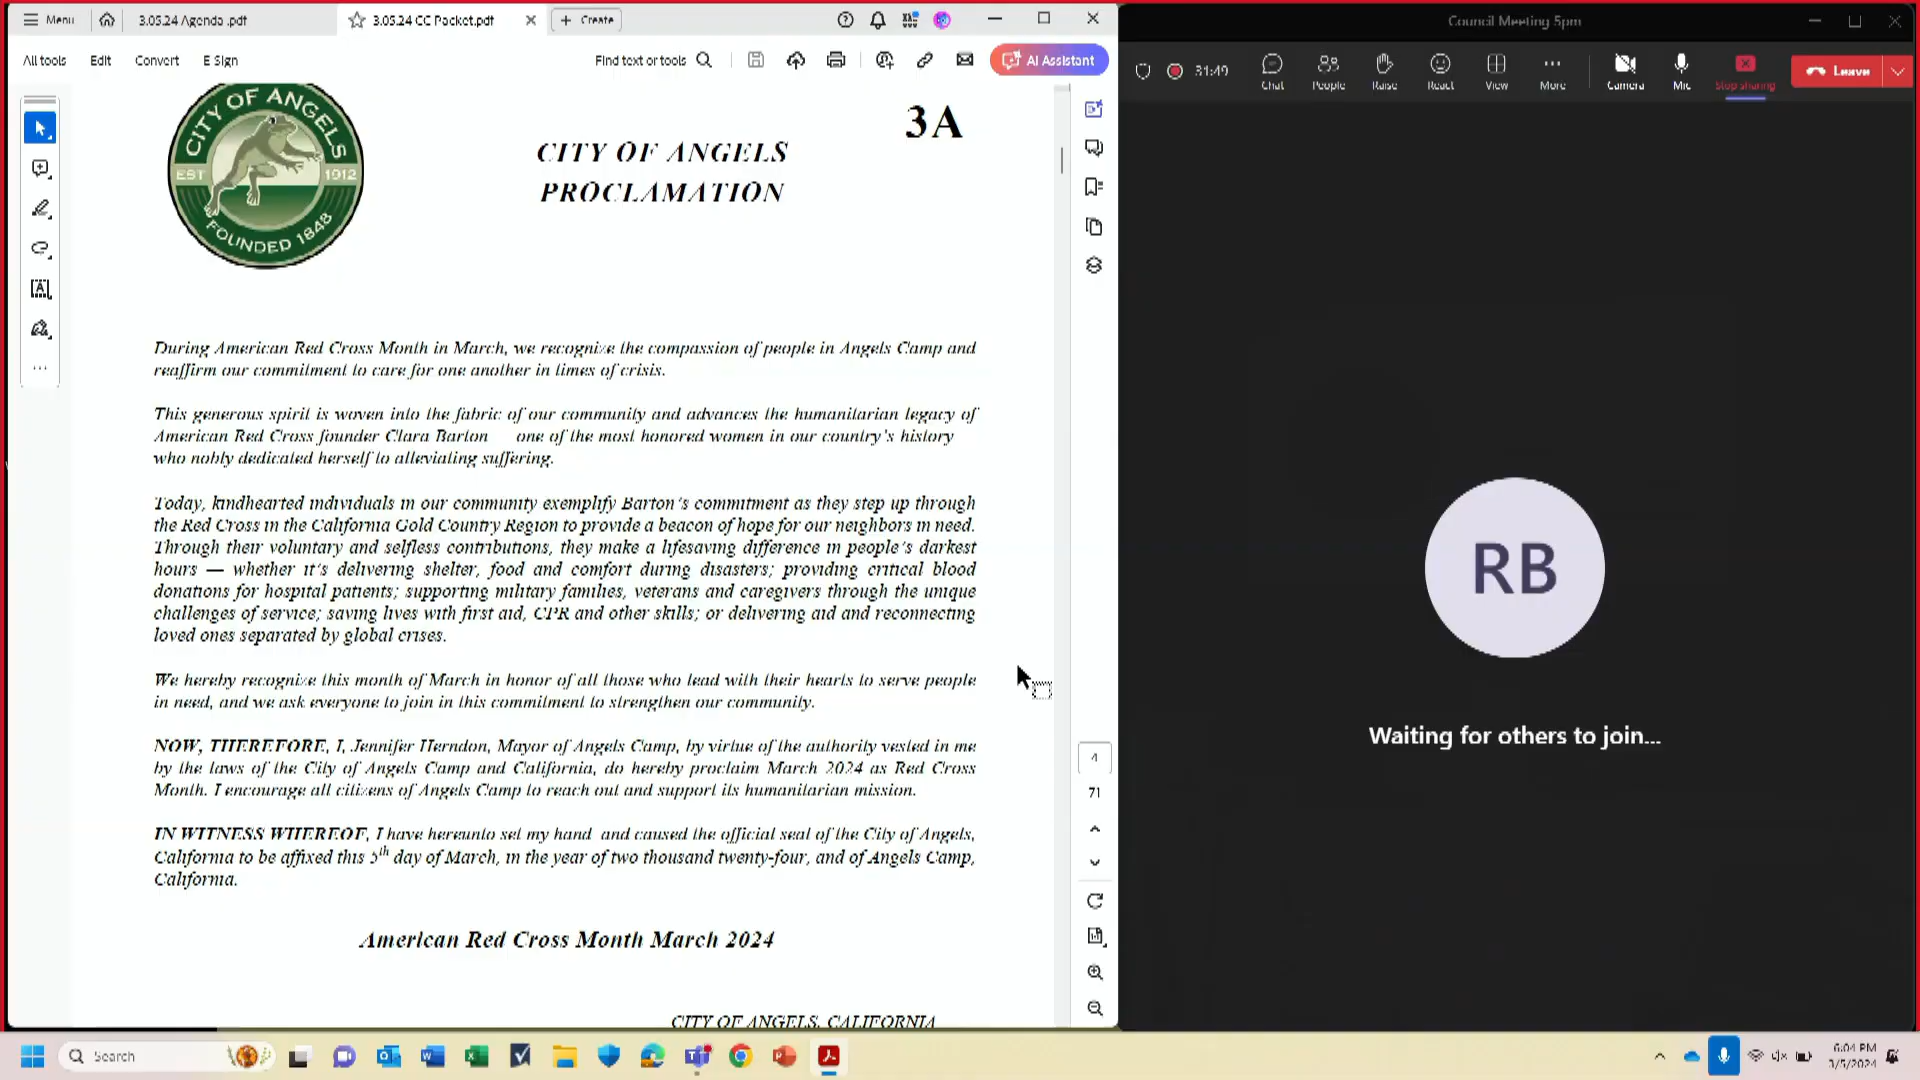 Menu
3.05.24 Agenda .pdf
3.05.24 CC Packet.pdf
Create
All tools
Edit
Convert
E Sign
Find text or tools
AI Assistant
CITY OF ANGELS
EST
1912
FOUNDED 1848
3A
CITY OF ANGELS
PROCLAMATION
During American Red Cross Month in March, we recognize the compassion of people in Angels Camp and
reaffirm our commitment to care for one another in times of crisis.
This generous spirit is woven into the fabric of our community and advances the humanitarian legacy of
American Red Cross founder Clara Barton one of the most honored women in our country's history
who nobly dedicated herself to alleviating suffering.
Today, kindhearted individuals in our community exemplify Barton's commitment as they step up through
the Red Cross in the California Gold Country Region to provide a beacon of hope for our neighbors in need.
Through their voluntary and selfless contributions, they make a lifesaving difference in people's darkest
hours — whether it's delivering shelter, food and comfort during disasters; providing critical blood
donations for hospital patients; supporting military families, veterans and caregivers through the unique
challenges of service; saving lives with first aid, CPR and other skills; or delivering aid and reconnecting
loved ones separated by global crises.
We hereby recognize this month of March in honor of all those who lead with their hearts to serve people
in need, and we ask everyone to join in this commitment to strengthen our community.
NOW, THEREFORE, I, Jennifer Herndon, Mayor of Angels Camp, by virtue of the authority vested in me
by the laws of the City of Angels Camp and California, do hereby proclaim March 2024 as Red Cross
Month. I encourage all citizens of Angels Camp to reach out and support its humanitarian mission.
IN WITNESS WHEREOF, I have hereunto set my hand and caused the official seal of the City of Angels,
California to be affixed this 5th day of March, in the year of two thousand twenty-four, and of Angels Camp,
California.
American Red Cross Month March 2024
CITY OF ANGELS, CALIFORNIA
4
71
Council Meeting 5pm
31:49
Chat
People
Raise
React
View
More
Camera
Mic
Stop sharing
Leave
RB
Waiting for others to join...
Search
6:04 PM
3/5/2024